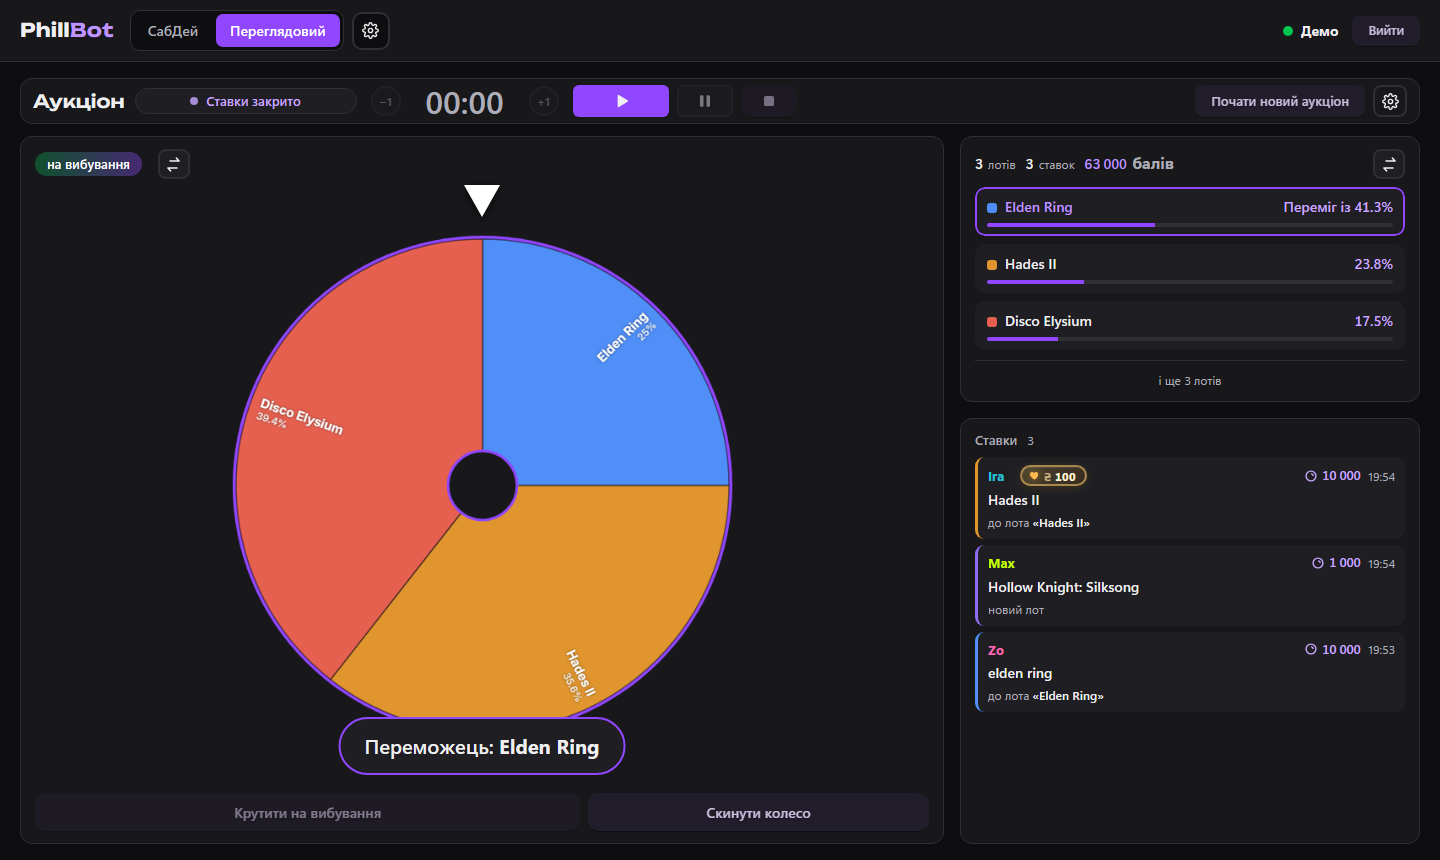 PhillBot СабДей Переглядовий Демо Вийти
Аукціон Ставки закрито −1 00:00 +1 Почати новий аукціон
на вибування
Elden Ring
25%
Disco Elysium
39.4%
Hades II
35.6%
Переможець: Elden Ring
Крутити на вибування Скинути колесо
3 лотів 3 ставок 63 000 балів
Elden Ring Переміг із 41.3%
Hades II 23.8%
Disco Elysium 17.5%
і ще 3 лотів
Ставки 3
Ira ₴ 100 10 000 19:54
Hades II
до лота «Hades II»
Max 1 000 19:54
Hollow Knight: Silksong
новий лот
Zo 10 000 19:53
elden ring
до лота «Elden Ring»